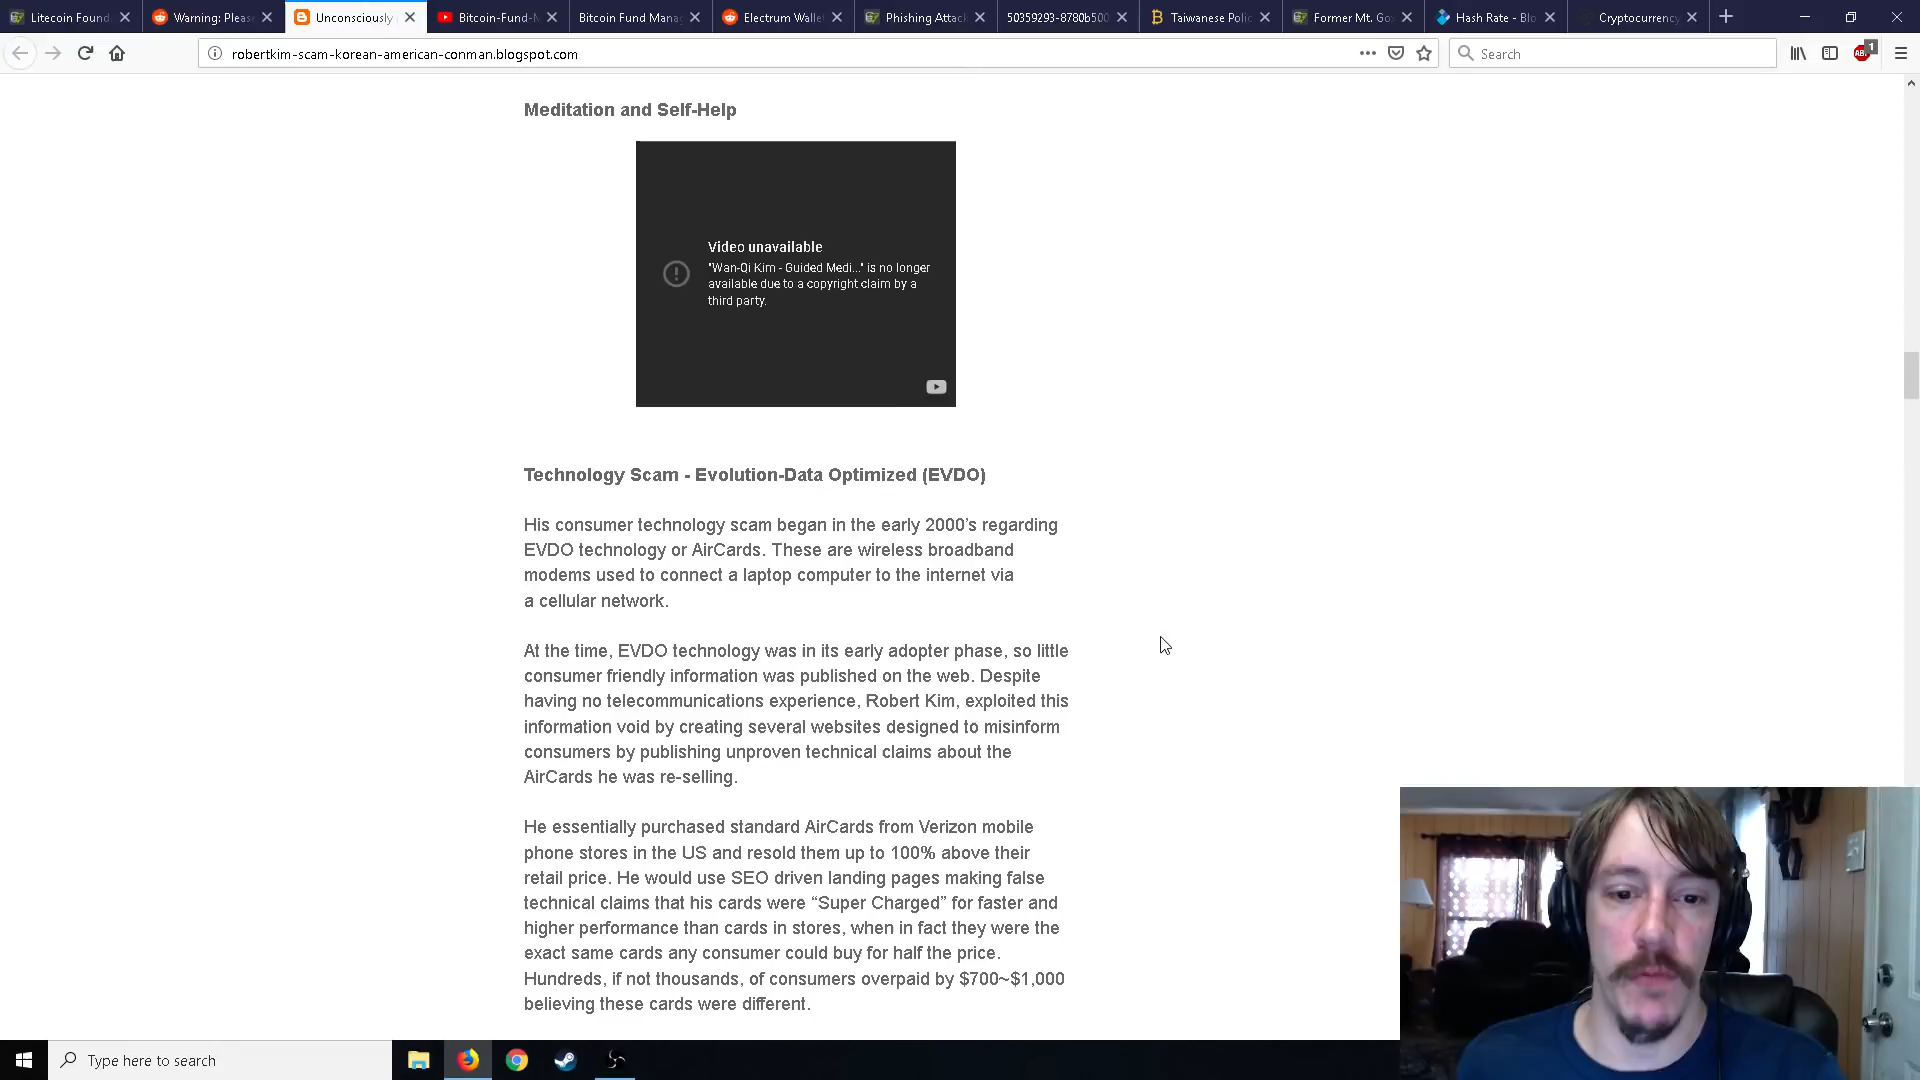 Litecoin Found
Warning: Please
Unconsciously
Bitcoin-Fund-M
Bitcoin Fund Mana
Electrum Walle
Phishing Attac
50359293-8780b500
Taiwanese Polic
Former Mt. Gox
Hash Rate - Blo
Cryptocurrency
robertkim-scam-korean-american-conman.blogspot.com
Search
ABP
1
Meditation and Self-Help
Video unavailable
"Wan-Qi Kim - Guided Medi..." is no longer
available due to a copyright claim by a
third party.
Technology Scam - Evolution-Data Optimized (EVDO)
His consumer technology scam began in the early 2000's regarding
EVDO technology or AirCards. These are wireless broadband
modems used to connect a laptop computer to the internet via
a cellular network.
At the time, EVDO technology was in its early adopter phase, so little
consumer friendly information was published on the web. Despite
having no telecommunications experience, Robert Kim, exploited this
information void by creating several websites designed to misinform
consumers by publishing unproven technical claims about the
AirCards he was re-selling.
He essentially purchased standard AirCards from Verizon mobile
phone stores in the US and resold them up to 100% above their
retail price. He would use SEO driven landing pages making false
technical claims that his cards were “Super Charged” for faster and
higher performance than cards in stores, when in fact they were the
exact same cards any consumer could buy for half the price.
Hundreds, if not thousands, of consumers overpaid by $700~$1,000
believing these cards were different.
Type here to search